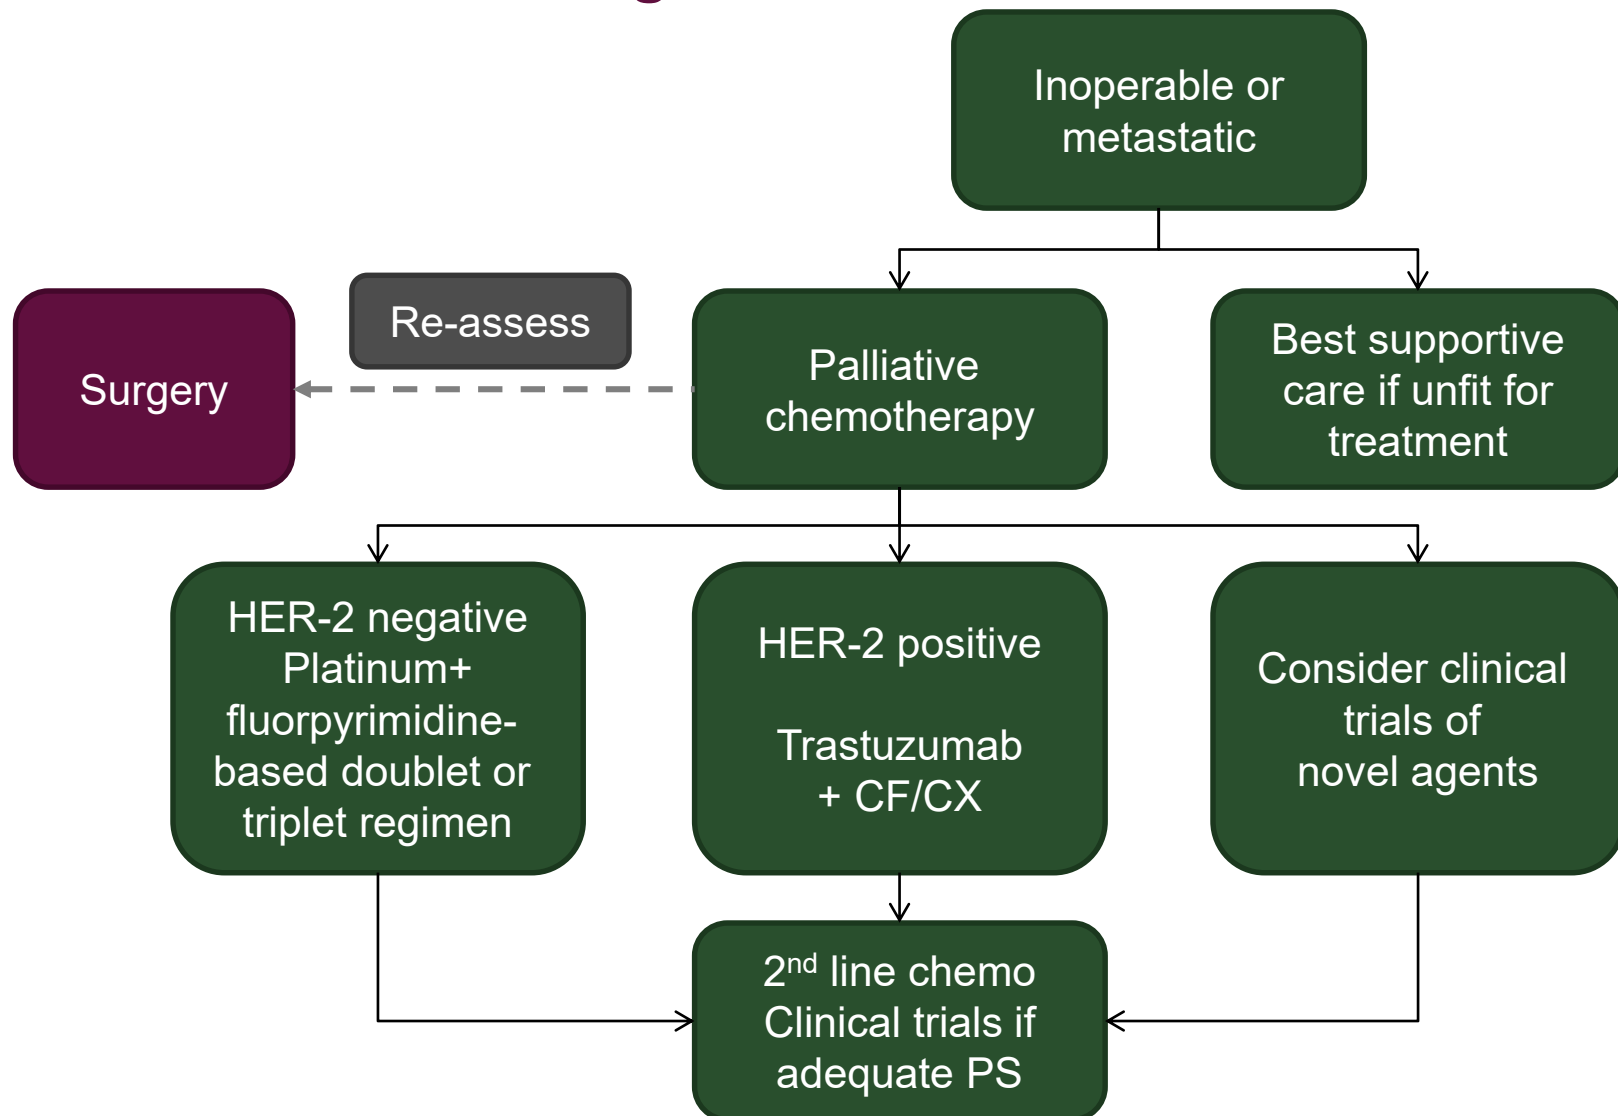 Inoperable or
metastatic
Re-assess
Surgery
Palliative
chemotherapy
Best supportive
care if unfit for
treatment
HER-2 negative
Platinum+
fluorpyrimidine-
based doublet or
triplet regimen
HER-2 positive
Trastuzumab
+ CF/CX
Consider clinical
trials of
novel agents
2nd line chemo
Clinical trials if
adequate PS